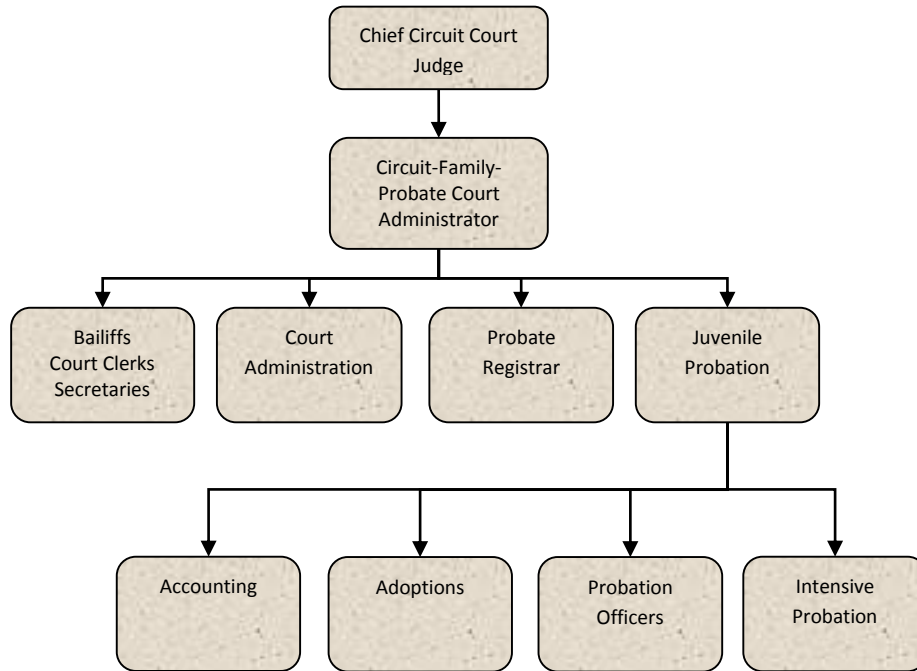 Chief Circuit Court
Judge
Circuit-Family-
Probate Court
Administrator
Bailiffs
Court Clerks
Secretaries
Court
Administration
Probate
Registrar
Juvenile
Probation
Accounting
Adoptions
Probation
Officers
Intensive
Probation